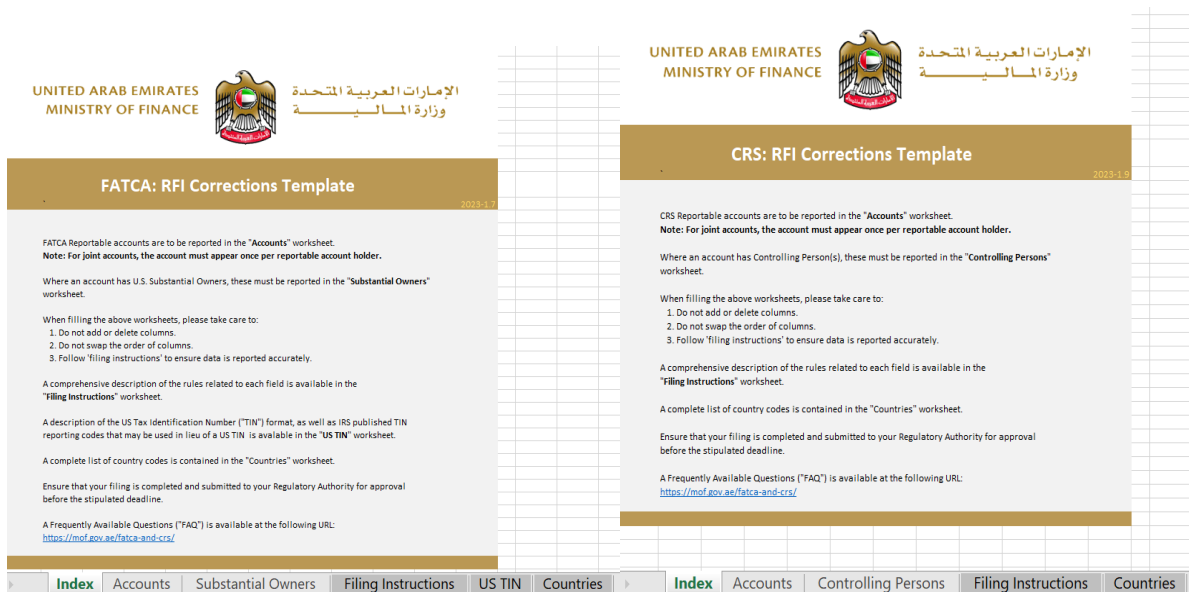 UNITED ARAB EMIRATES
MINISTRY OF FINANCE
الإمارات العربية المتحدة
وزارة المالية
FATCA: RFI Corrections Template
2023-1.7
FATCA Reportable accounts are to be reported in the "Accounts" worksheet.
Note: For joint accounts, the account must appear once per reportable account holder.
Where an account has U.S. Substantial Owners, these must be reported in the "Substantial Owners"
worksheet.
When filling the above worksheets, please take care to:
1. Do not add or delete columns.
2. Do not swap the order of columns.
3. Follow 'filing instructions' to ensure data is reported accurately.
A comprehensive description of the rules related to each field is available in the
"Filing Instructions" worksheet.
A description of the US Tax Identification Number ("TIN") format, as well as IRS published TIN
reporting codes that may be used in lieu of a US TIN is avalable in the "US TIN" worksheet.
A complete list of country codes is contained in the "Countries" worksheet.
Ensure that your filing is completed and submitted to your Regulatory Authority for approval
before the stipulated deadline.
A Frequently Available Questions ("FAQ") is available at the following URL:
https://mof.gov.ae/fatca-and-crs/
Index Accounts Substantial Owners Filing Instructions US TIN Countries
UNITED ARAB EMIRATES
MINISTRY OF FINANCE
الإمارات العربية المتحدة
وزارة المالية
CRS: RFI Corrections Template
2023-1.9
CRS Reportable accounts are to be reported in the "Accounts" worksheet.
Note: For joint accounts, the account must appear once per reportable account holder.
Where an account has Controlling Person(s), these must be reported in the "Controlling Persons"
worksheet.
When filling the above worksheets, please take care to:
1. Do not add or delete columns.
2. Do not swap the order of columns.
3. Follow 'filing instructions' to ensure data is reported accurately.
A comprehensive description of the rules related to each field is available in the
"Filing Instructions" worksheet.
A complete list of country codes is contained in the "Countries" worksheet.
Ensure that your filing is completed and submitted to your Regulatory Authority for approval
before the stipulated deadline.
A Frequently Available Questions ("FAQ") is available at the following URL:
https://mof.gov.ae/fatca-and-crs/
Index Accounts Controlling Persons Filing Instructions Countries